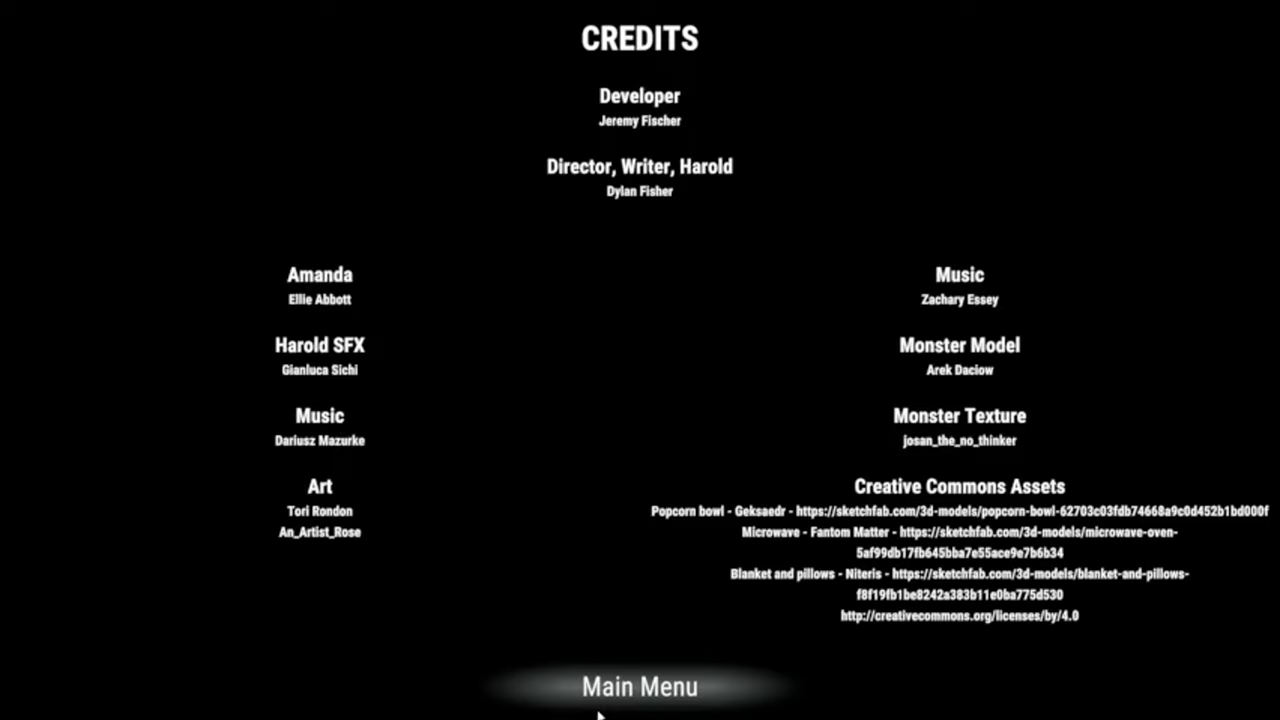 CREDITS
Developer
Jeremy Fischer
Director, Writer, Harold
Dylan Fisher
Amanda
Ellie Abbott
Harold SFX
Gianluca Sichi
Music
Dariusz Mazurke
Art
Tori Rondon
An_Artist_Rose
Music
Zachary Essey
Monster Model
Arek Daciow
Monster Texture
josan_the_no_thinker
Creative Commons Assets
Popcorn bowl - Geksaedr - https://sketchfab.com/3d-models/popcorn-bowl-62703c03fdb74668a9c0d452b1bd000f
Microwave - Fantom Matter - https://sketchfab.com/3d-models/microwave-oven-
5af99db17fb645bba7e55ace9e7b6b34
Blanket and pillows - Niteris - https://sketchfab.com/3d-models/blanket-and-pillows-
f8f19fb1be8242a383b11e0ba775d530
http://creativecommons.org/licenses/by/4.0
Main Menu